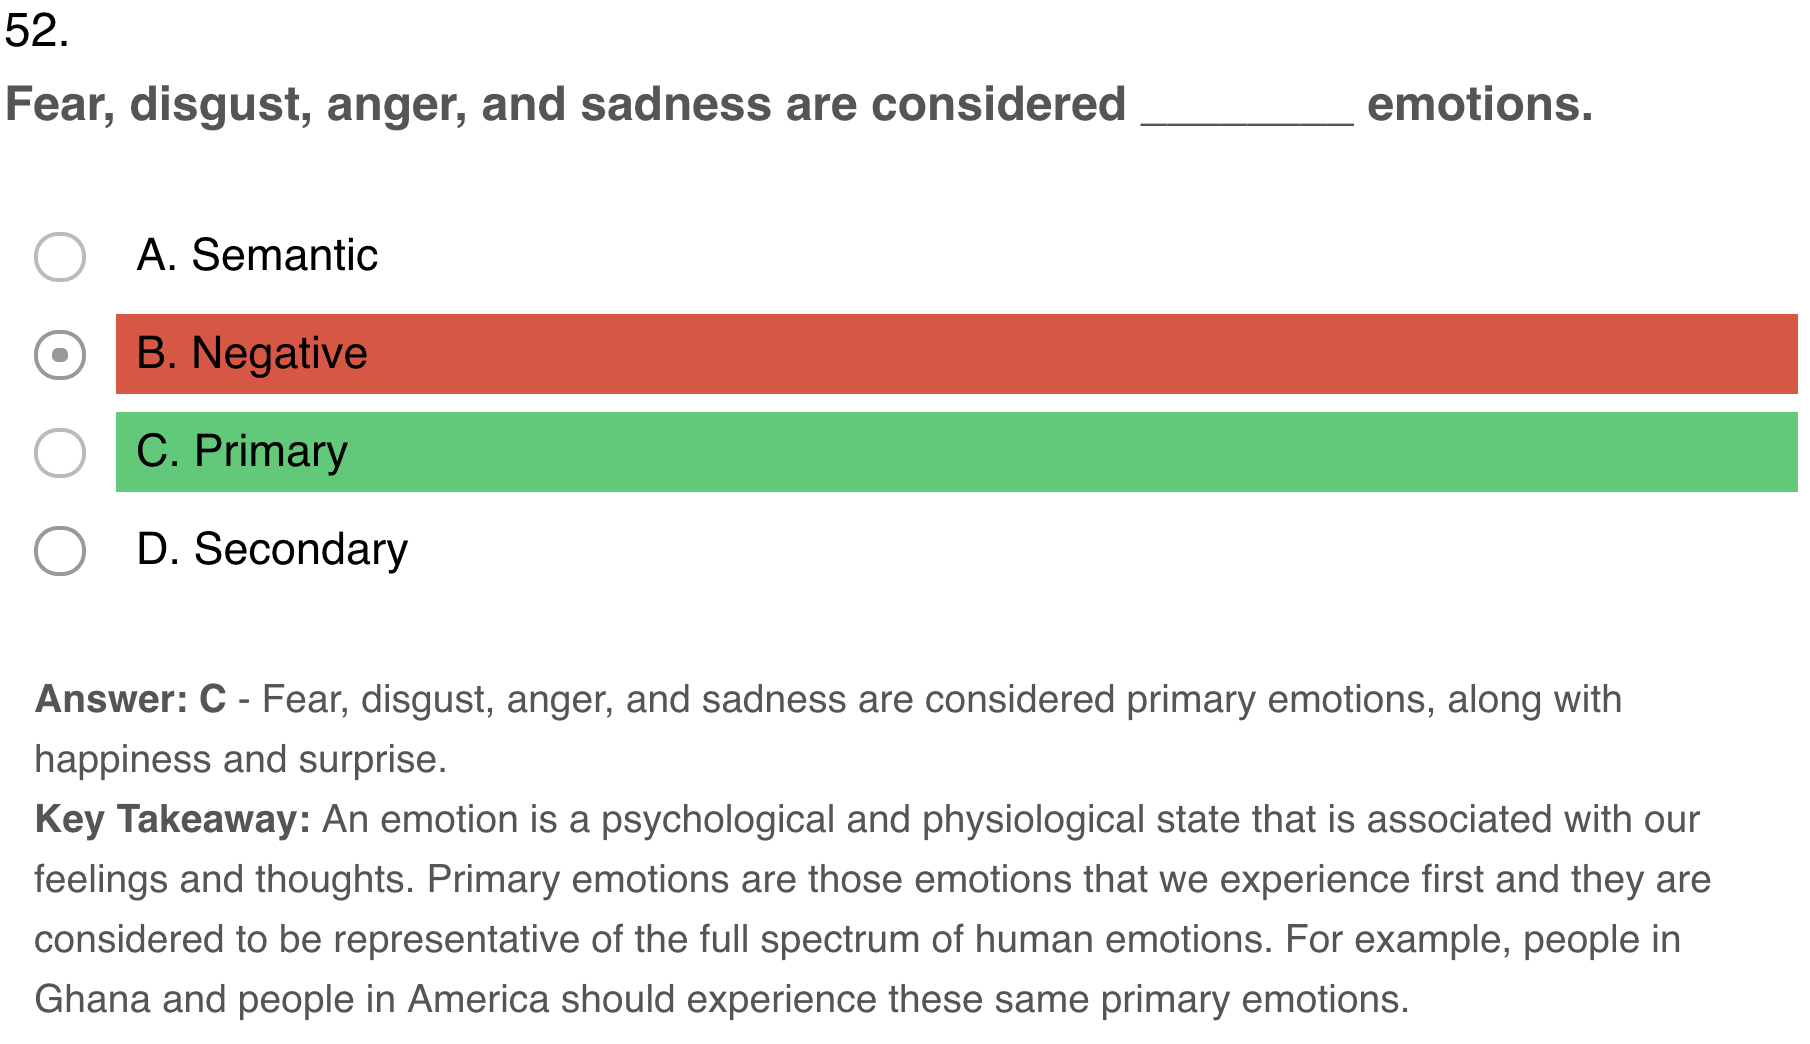 52.
Fear, disgust, anger, and sadness are considered ________ emotions.
A. Semantic
B. Negative
C. Primary
D. Secondary
Answer: C - Fear, disgust, anger, and sadness are considered primary emotions, along with
happiness and surprise.
Key Takeaway: An emotion is a psychological and physiological state that is associated with our
feelings and thoughts. Primary emotions are those emotions that we experience first and they are
considered to be representative of the full spectrum of human emotions. For example, people in
Ghana and people in America should experience these same primary emotions.